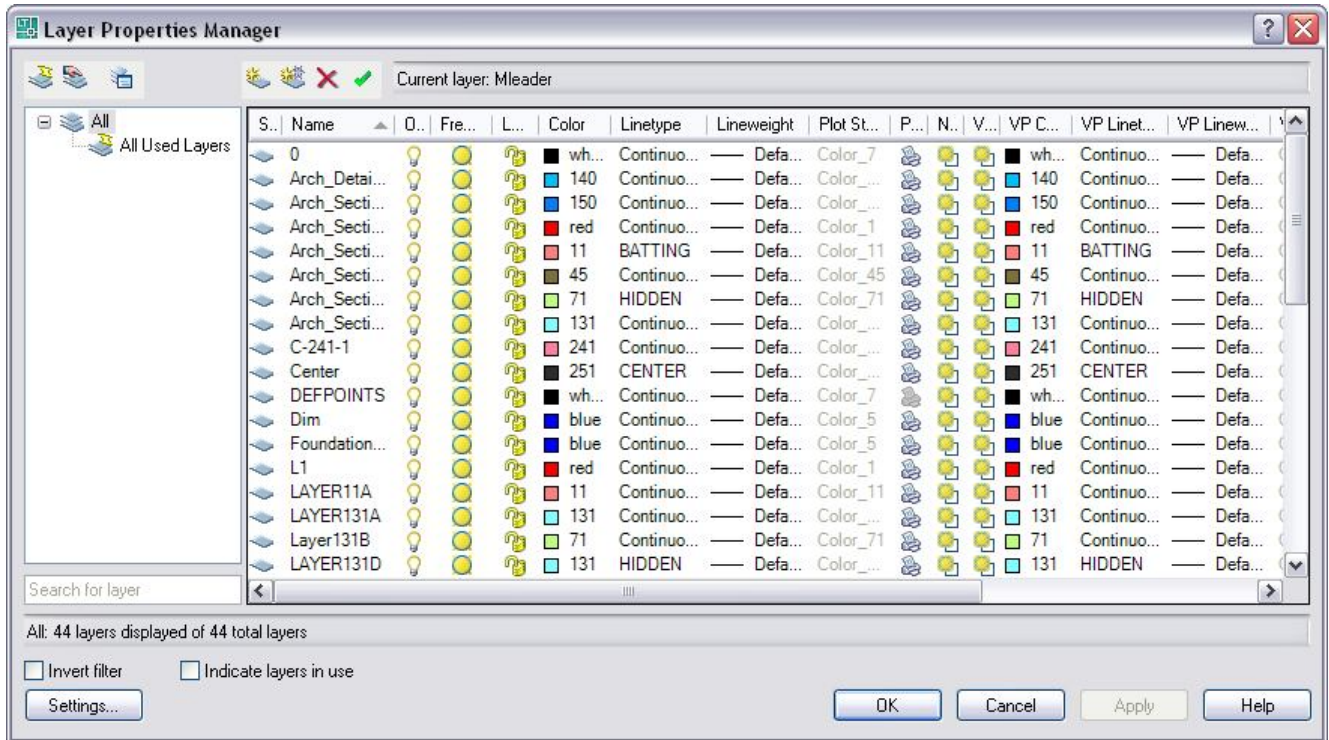 Layer Properties Manager
Current layer: Mleader
All
All Used Layers
S.. Name O.. Fre... L... Color Linetype Lineweight Plot St... P... N.. V... VP C... VP Linet... VP Linew...
0 wh... Continuo... Defa... Color_7 wh... Continuo... Defa...
Arch_Detai... 140 Continuo... Defa... Color_... 140 Continuo... Defa...
Arch_Secti... 150 Continuo... Defa... Color_... 150 Continuo... Defa...
Arch_Secti... red Continuo... Defa... Color_1 red Continuo... Defa...
Arch_Secti... 11 BATTING Defa... Color_11 11 BATTING Defa...
Arch_Secti... 45 Continuo... Defa... Color_45 45 Continuo... Defa...
Arch_Secti... 71 HIDDEN Defa... Color_71 71 HIDDEN Defa...
Arch_Secti... 131 Continuo... Defa... Color_... 131 Continuo... Defa...
C-241-1 241 Continuo... Defa... Color_... 241 Continuo... Defa...
Center 251 CENTER Defa... Color_... 251 CENTER Defa...
DEFPOINTS wh... Continuo... Defa... Color_7 wh... Continuo... Defa...
Dim blue Continuo... Defa... Color_5 blue Continuo... Defa...
Foundation... blue Continuo... Defa... Color_5 blue Continuo... Defa...
L1 red Continuo... Defa... Color_1 red Continuo... Defa...
LAYER11A 11 Continuo... Defa... Color_11 11 Continuo... Defa...
LAYER131A 131 Continuo... Defa... Color_... 131 Continuo... Defa...
Layer131B 71 Continuo... Defa... Color_71 71 Continuo... Defa...
LAYER131D 131 HIDDEN Defa... Color_... 131 HIDDEN Defa...
Search for layer
All: 44 layers displayed of 44 total layers
Invert filter Indicate layers in use
Settings... OK Cancel Apply Help